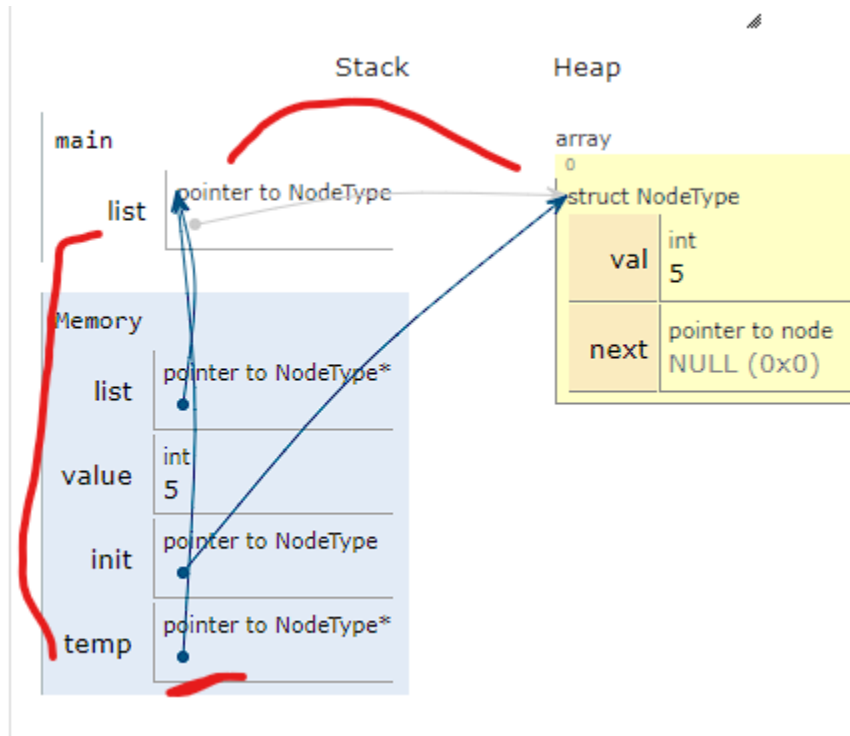 Stack Heap
main
array
0
list
pointer to NodeType
struct NodeType
val
int
5
next
pointer to node
NULL (0x0)
Memory
list
pointer to NodeType*
value
int
5
init
pointer to NodeType
temp
pointer to NodeType*